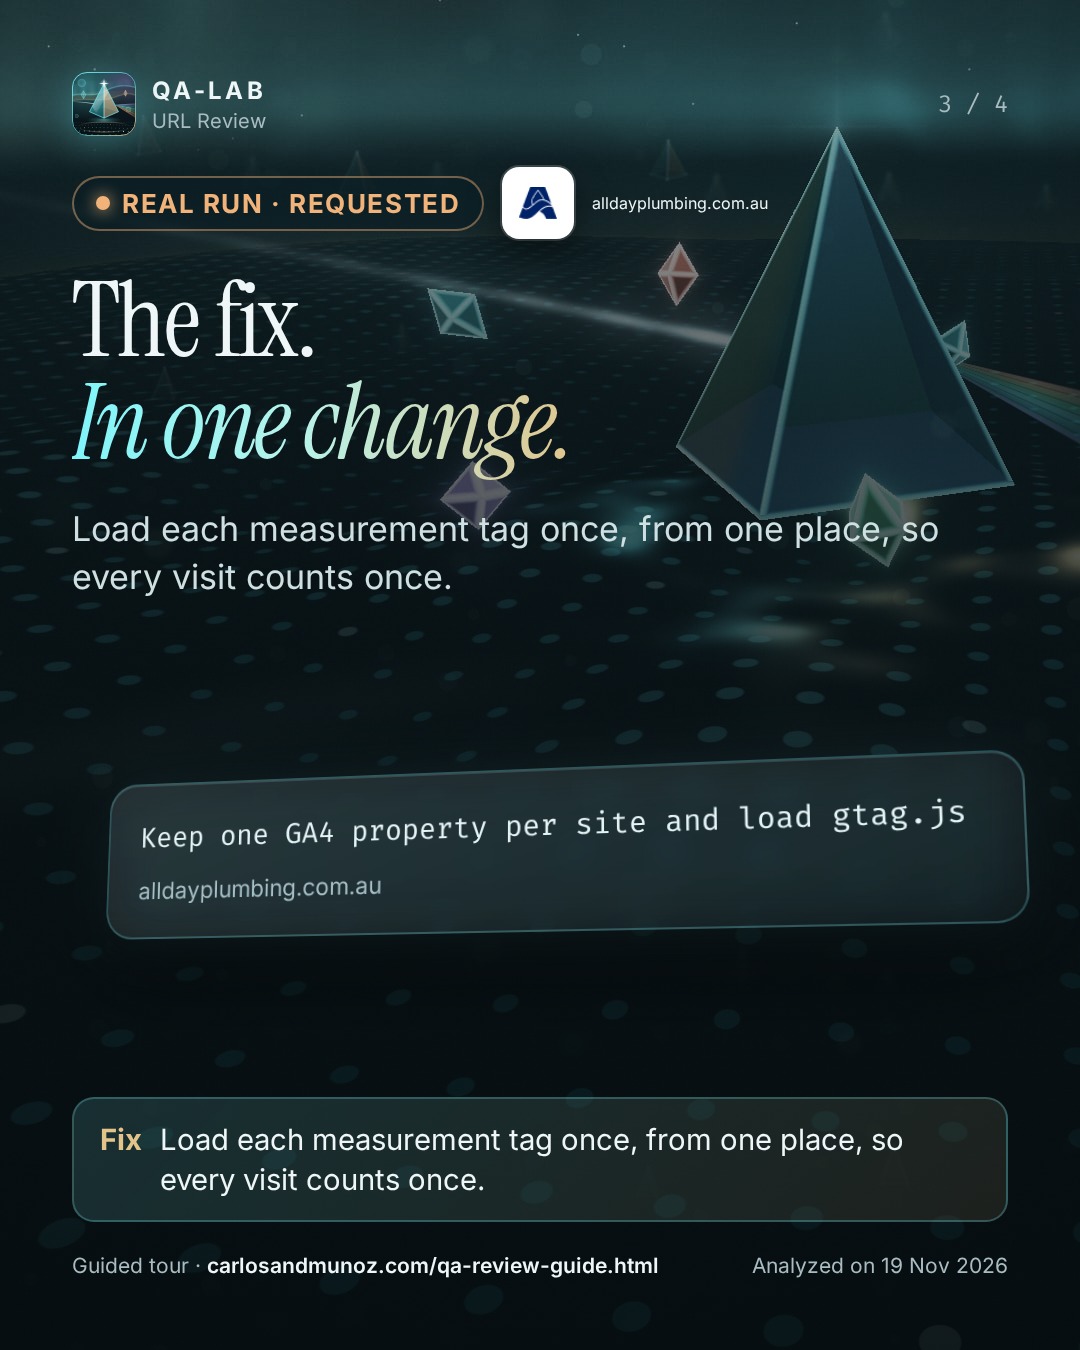 QA-LAB
URL Review
3 / 4
REAL RUN · REQUESTED
alldayplumbing.com.au
The fix.
In one change.
Load each measurement tag once, from one place, so
every visit counts once.
Keep one GA4 property per site and load gtag.js
alldayplumbing.com.au
Fix Load each measurement tag once, from one place, so
every visit counts once.
Guided tour · carlosandmunoz.com/qa-review-guide.html
Analyzed on 19 Nov 2026